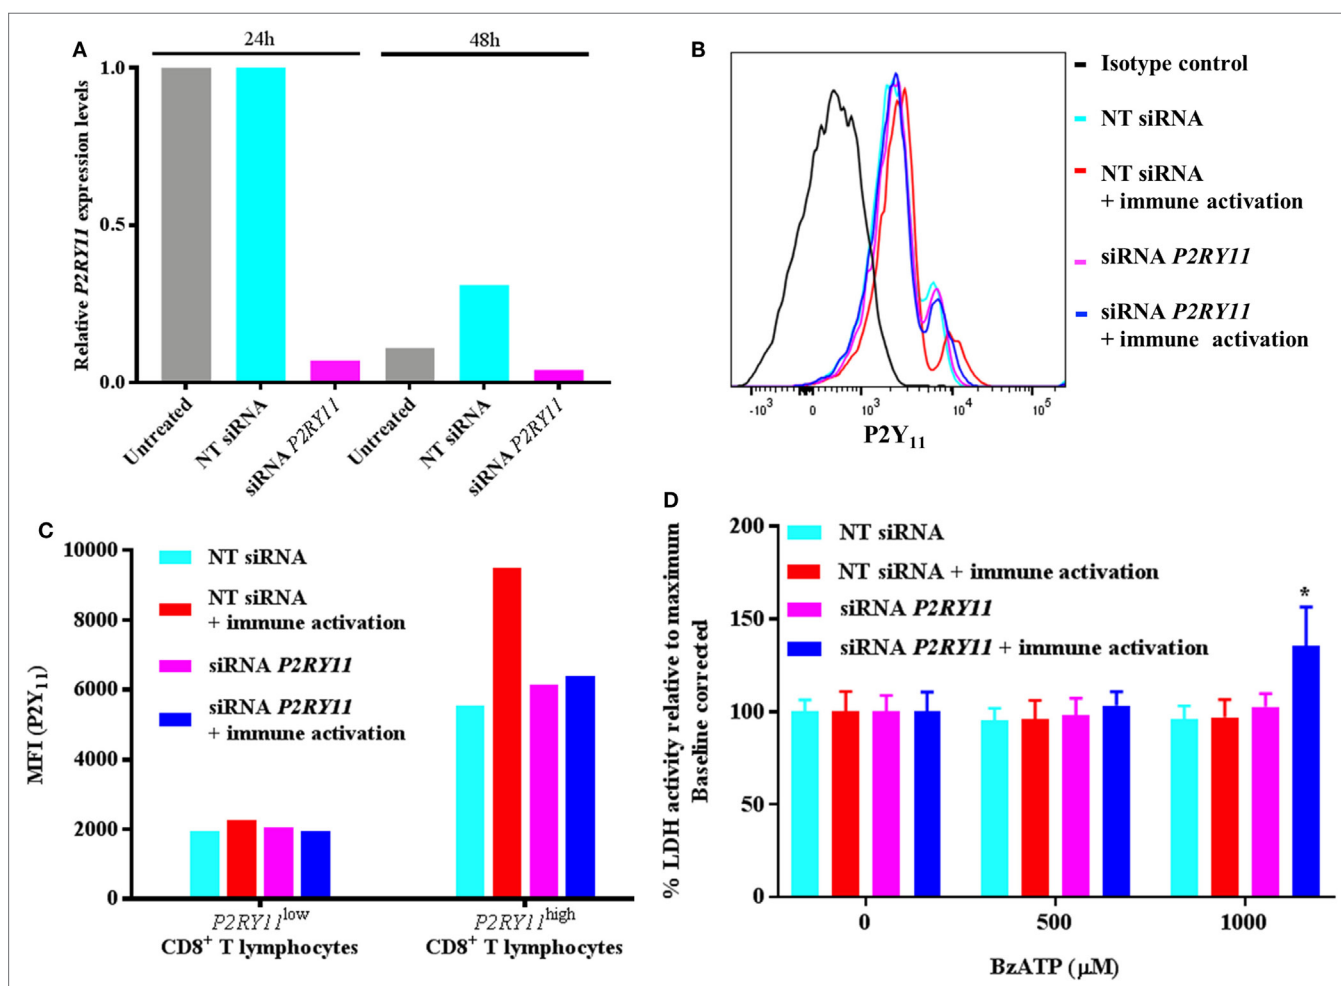 A
24h
48h
Relative P2RY11 expression levels
1.0
0.5
0.0
Untreated
NT siRNA
siRNA P2RY11
Untreated
NT siRNA
siRNA P2RY11
B
Isotype control
NT siRNA
NT siRNA
+ immune activation
siRNA P2RY11
siRNA P2RY11
+ immune activation
-10³
0
10³
10⁴
10⁵
P2Y₁₁
C
MFI (P2Y₁₁)
10000
8000
6000
4000
2000
0
NT siRNA
NT siRNA
+ immune activation
siRNA P2RY11
siRNA P2RY11
+ immune activation
P2RY11ˡᵒʷ
CD8⁺ T lymphocytes
P2RY11ʰⁱᵍʰ
CD8⁺ T lymphocytes
D
% LDH activity relative to maximum
Baseline corrected
200
150
100
50
0
NT siRNA
NT siRNA + immune activation
siRNA P2RY11
siRNA P2RY11 + immune activation
*
0
500
1000
BzATP (µM)